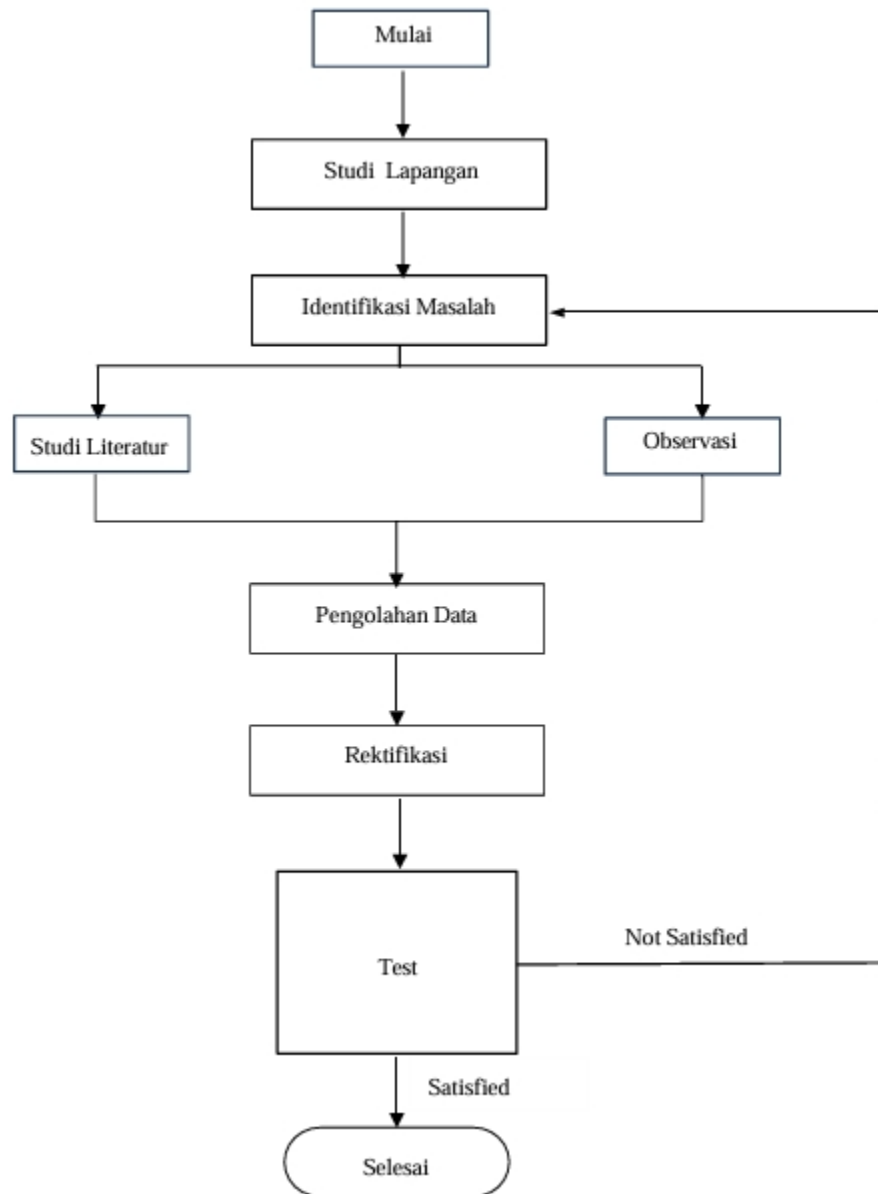 Mulai
Studi Lapangan
Identifikasi Masalah
Studi Literatur
Observasi
Pengolahan Data
Rektifikasi
Test
Not Satisfied
Satisfied
Selesai